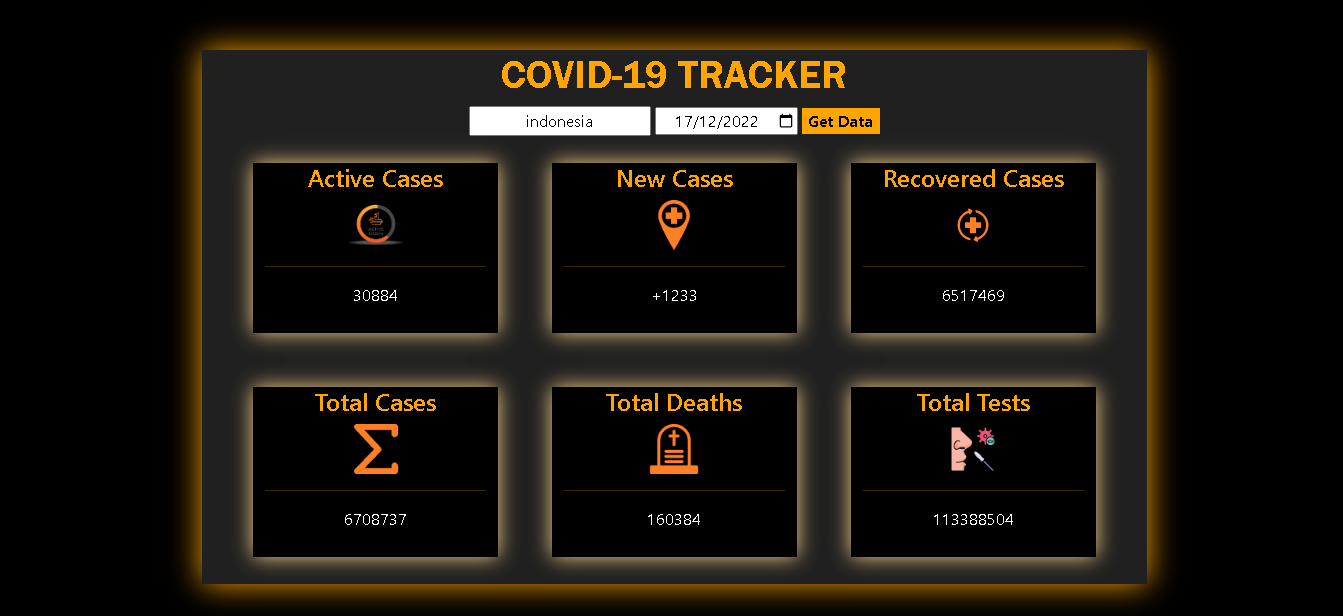 COVID-19 TRACKER
indonesia 17/12/2022 Get Data
Active Cases New Cases Recovered Cases
30884 +1233 6517469
Total Cases Total Deaths Total Tests
6708737 160384 113388504